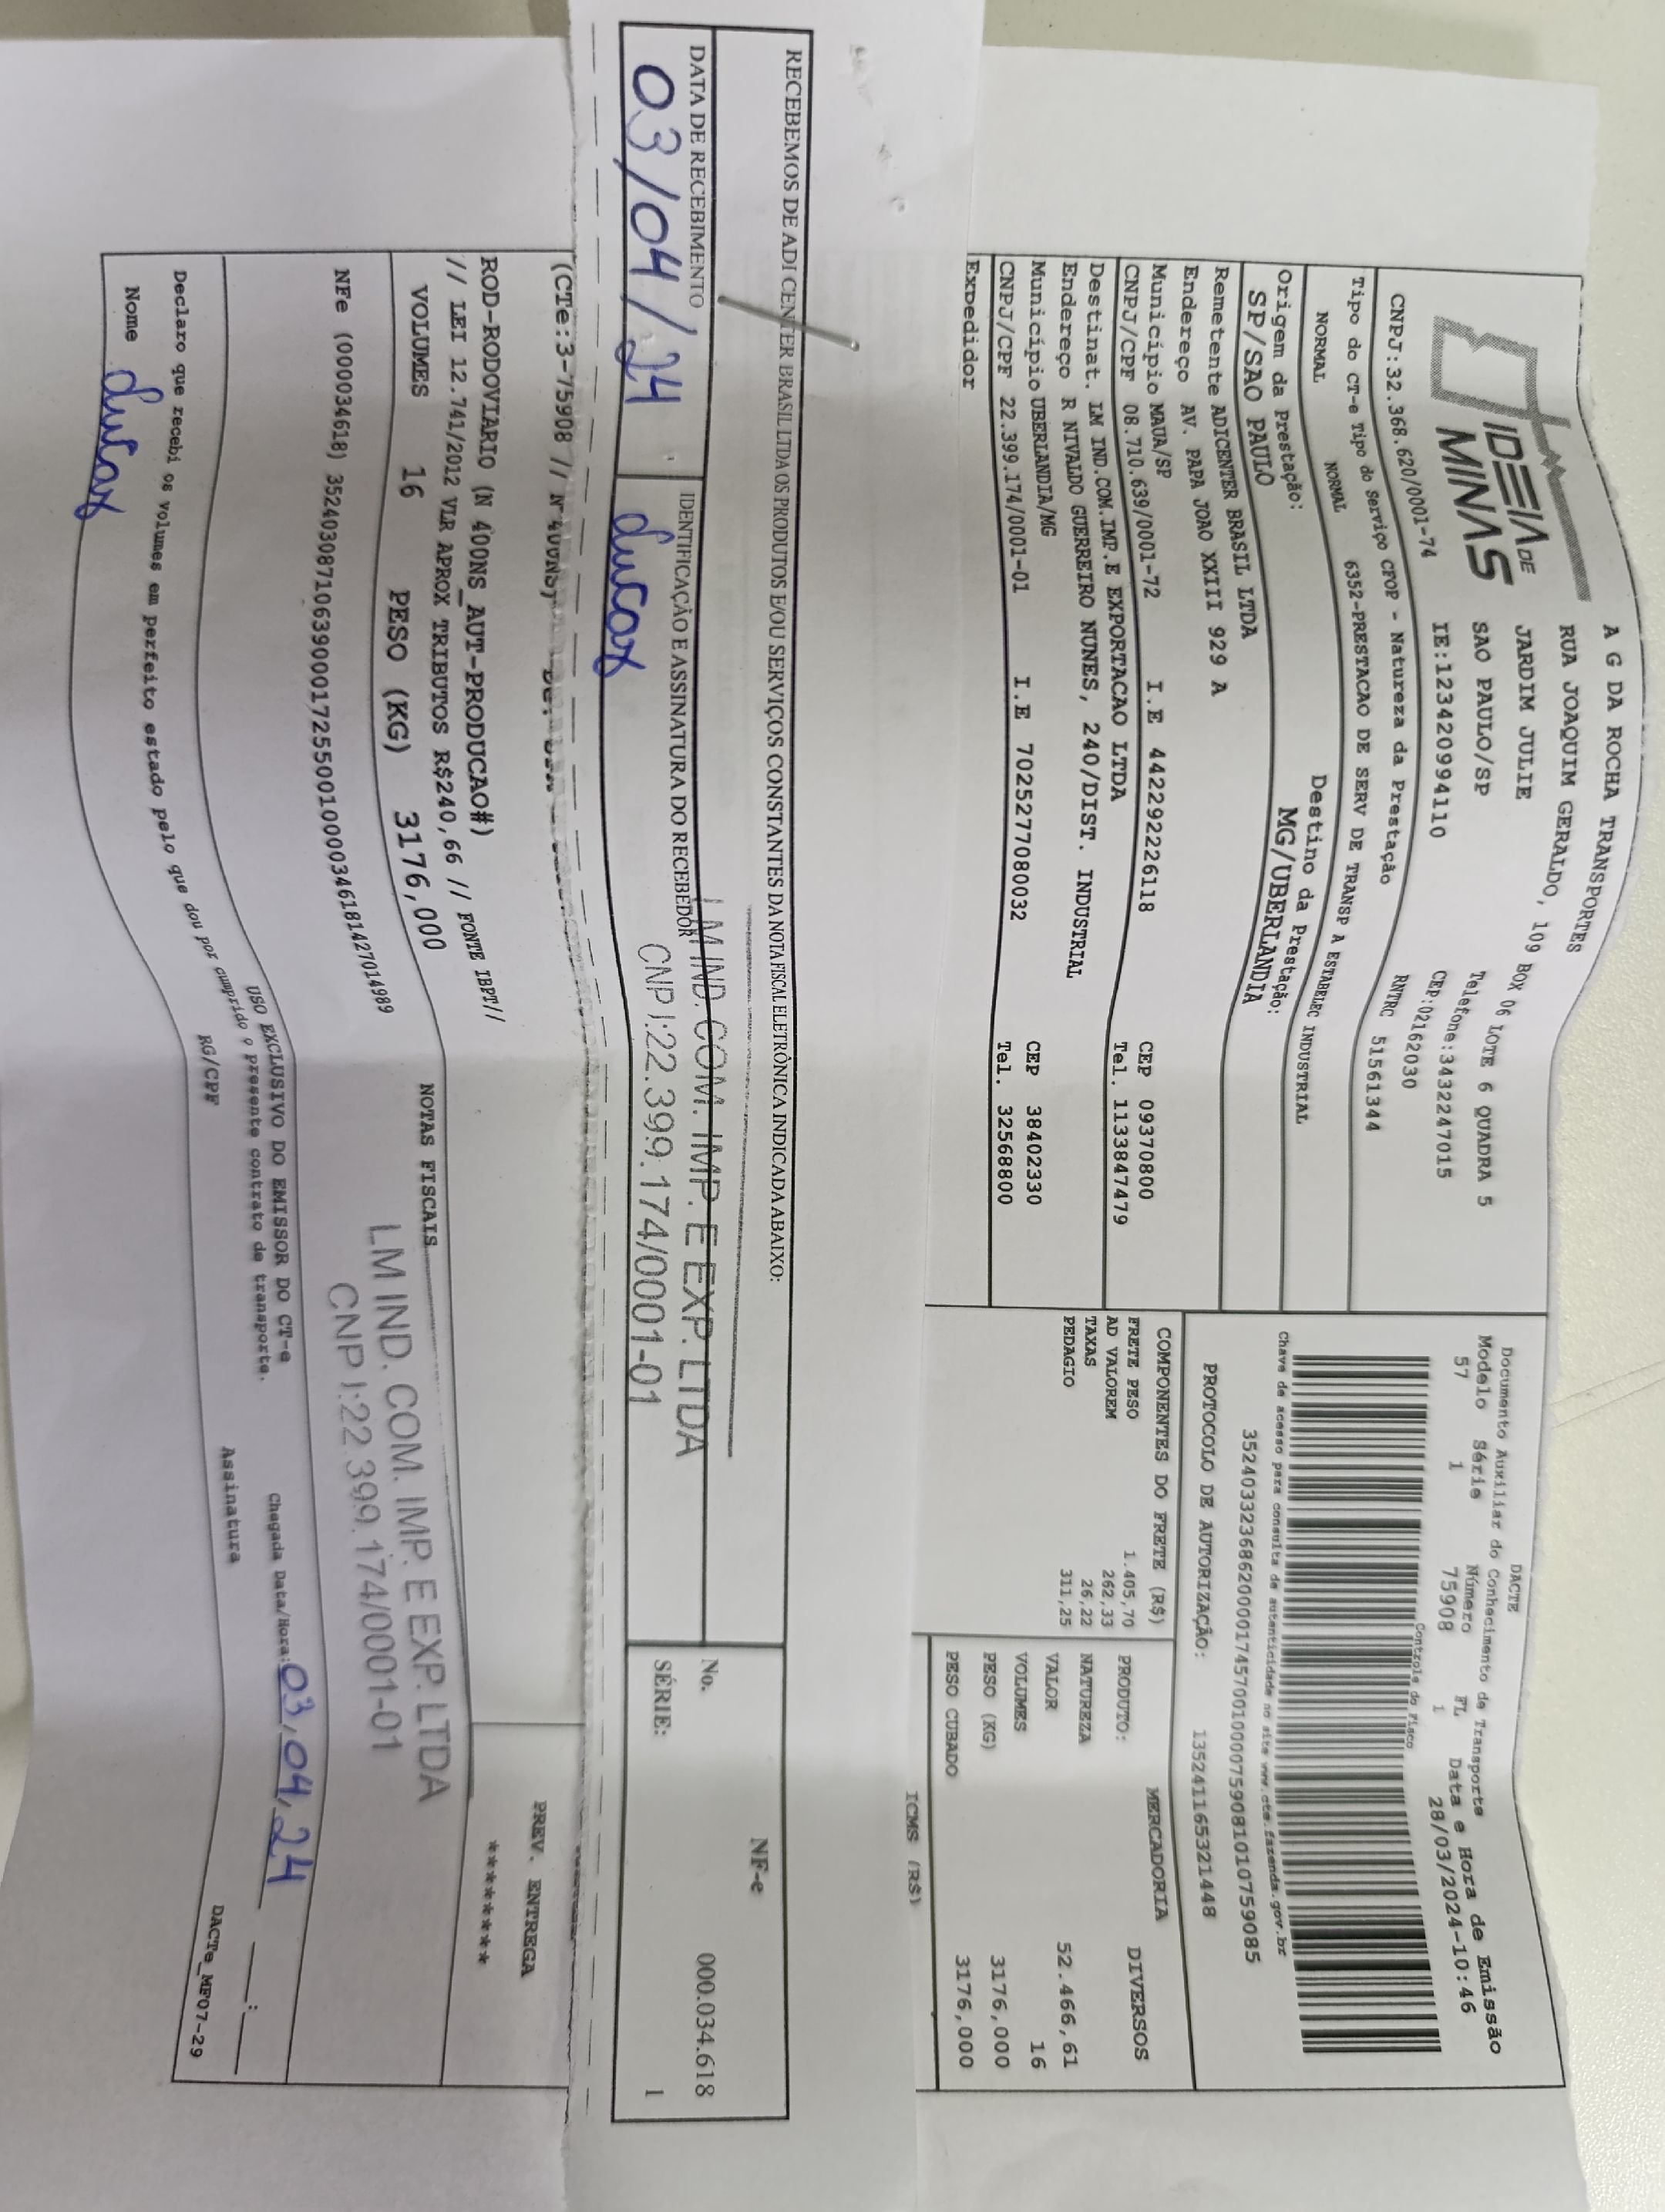 IDEIA DE
MINAS
A G DA ROCHA TRANSPORTES
RUA JOAQUIM GERALDO, 109 BOX 06 LOTE 6 QUADRA 5
JARDIM JULIE
Telefone:3432247015
SAO PAULO/SP
CEP:02162030
CNPJ:32.368.620/0001-74
IE:123420994110
RNTRC 51561344
Tipo do CT-e Tipo do Serviço CFOP - Natureza da Prestação
NORMAL NORMAL 6352-PRESTACAO DE SERV DE TRANSP A ESTABELEC INDUSTRIAL
Origem da Prestação: Destino da Prestação:
SP/SAO PAULO MG/UBERLANDIA
Remetente ADICENTER BRASIL LTDA
Endereço AV. PAPA JOAO XXIII 929 A
Município MAUA/SP CEP 09370800
CNPJ/CPF 08.710.639/0001-72 I.E 442292226118 Tel. 1133847479
Destinat. LM IND.COM.IMP.E EXPORTACAO LTDA
Endereço R NIVALDO GUERREIRO NUNES, 240/DIST. INDUSTRIAL
Município UBERLANDIA/MG CEP 38402330
CNPJ/CPF 22.399.174/0001-01 I.E 7025277080032 Tel. 32568800
Expedidor
DACTE
Documento Auxiliar do Conhecimento de Transporte
Modelo Série Número FL Data e Hora de Emissão
57 1 75908 1 28/03/2024-10:46
Controle do Fisco
Chave de acesso para consulta de autenticidade no site www.cte.fazenda.gov.br
35240332368620000174570010000759081010759085
PROTOCOLO DE AUTORIZAÇÃO: 135241165321448
COMPONENTES DO FRETE (R$)
FRETE PESO 1.405,70
AD VALOREM 262,33
TAXAS 26,22
PEDAGIO 311,25
MERCADORIA
PRODUTO: DIVERSOS
NATUREZA
VALOR 52.466,61
VOLUMES 16
PESO (KG) 3176,000
PESO CUBADO 3176,000
ICMS (R$)
RECEBEMOS DE ADI CENTER BRASIL LTDA OS PRODUTOS E/OU SERVIÇOS CONSTANTES DA NOTA FISCAL ELETRÔNICA INDICADA ABAIXO:
NF-e
DATA DE RECEBIMENTO
03/04/24
IDENTIFICAÇÃO E ASSINATURA DO RECEBEDOR
Lucas
LM IND. COM. IMP. E EXP. LTDA
CNPJ:22.399.174/0001-01
No. 000.034.618
SÉRIE: 1
(CTe:3-75908 //
ROD-RODOVIARIO (N 400NS_AUT-PRODUCAO#)
// LEI 12.741/2012 VLR APROX TRIBUTOS R$240,66 // FONTE IBPT//
PREV. ENTREGA
********
VOLUMES 16 PESO (KG) 3176,000
NOTAS FISCAIS
NFe (00034618) 35240308710639000172550010000346181427014989
LM IND. COM. IMP. E EXP. LTDA
CNPJ:22.399.174/0001-01
USO EXCLUSIVO DO EMISSOR DO CT-e
Declaro que recebi os volumes em perfeito estado pelo que dou por cumprido o presente contrato de transporte.
Chegada Data/Hora: 03/04/24 __:__
Nome Lucas
RG/CPF
Assinatura
DACTe_MF07-29